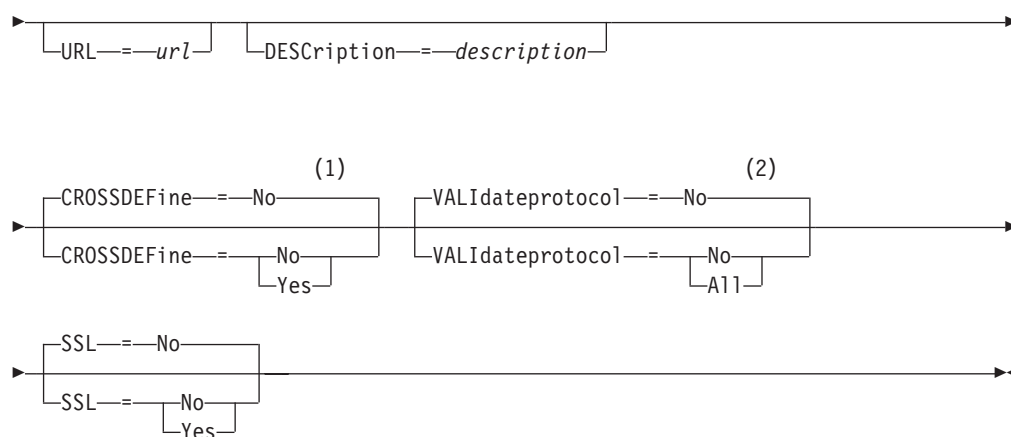 URL = url DESCription = description
(1) (2)
CROSSDEFine = No VALIdateprotocol = No
CROSSDEFine = No VALIdateprotocol = No
Yes All
SSL = No
SSL = No
Yes